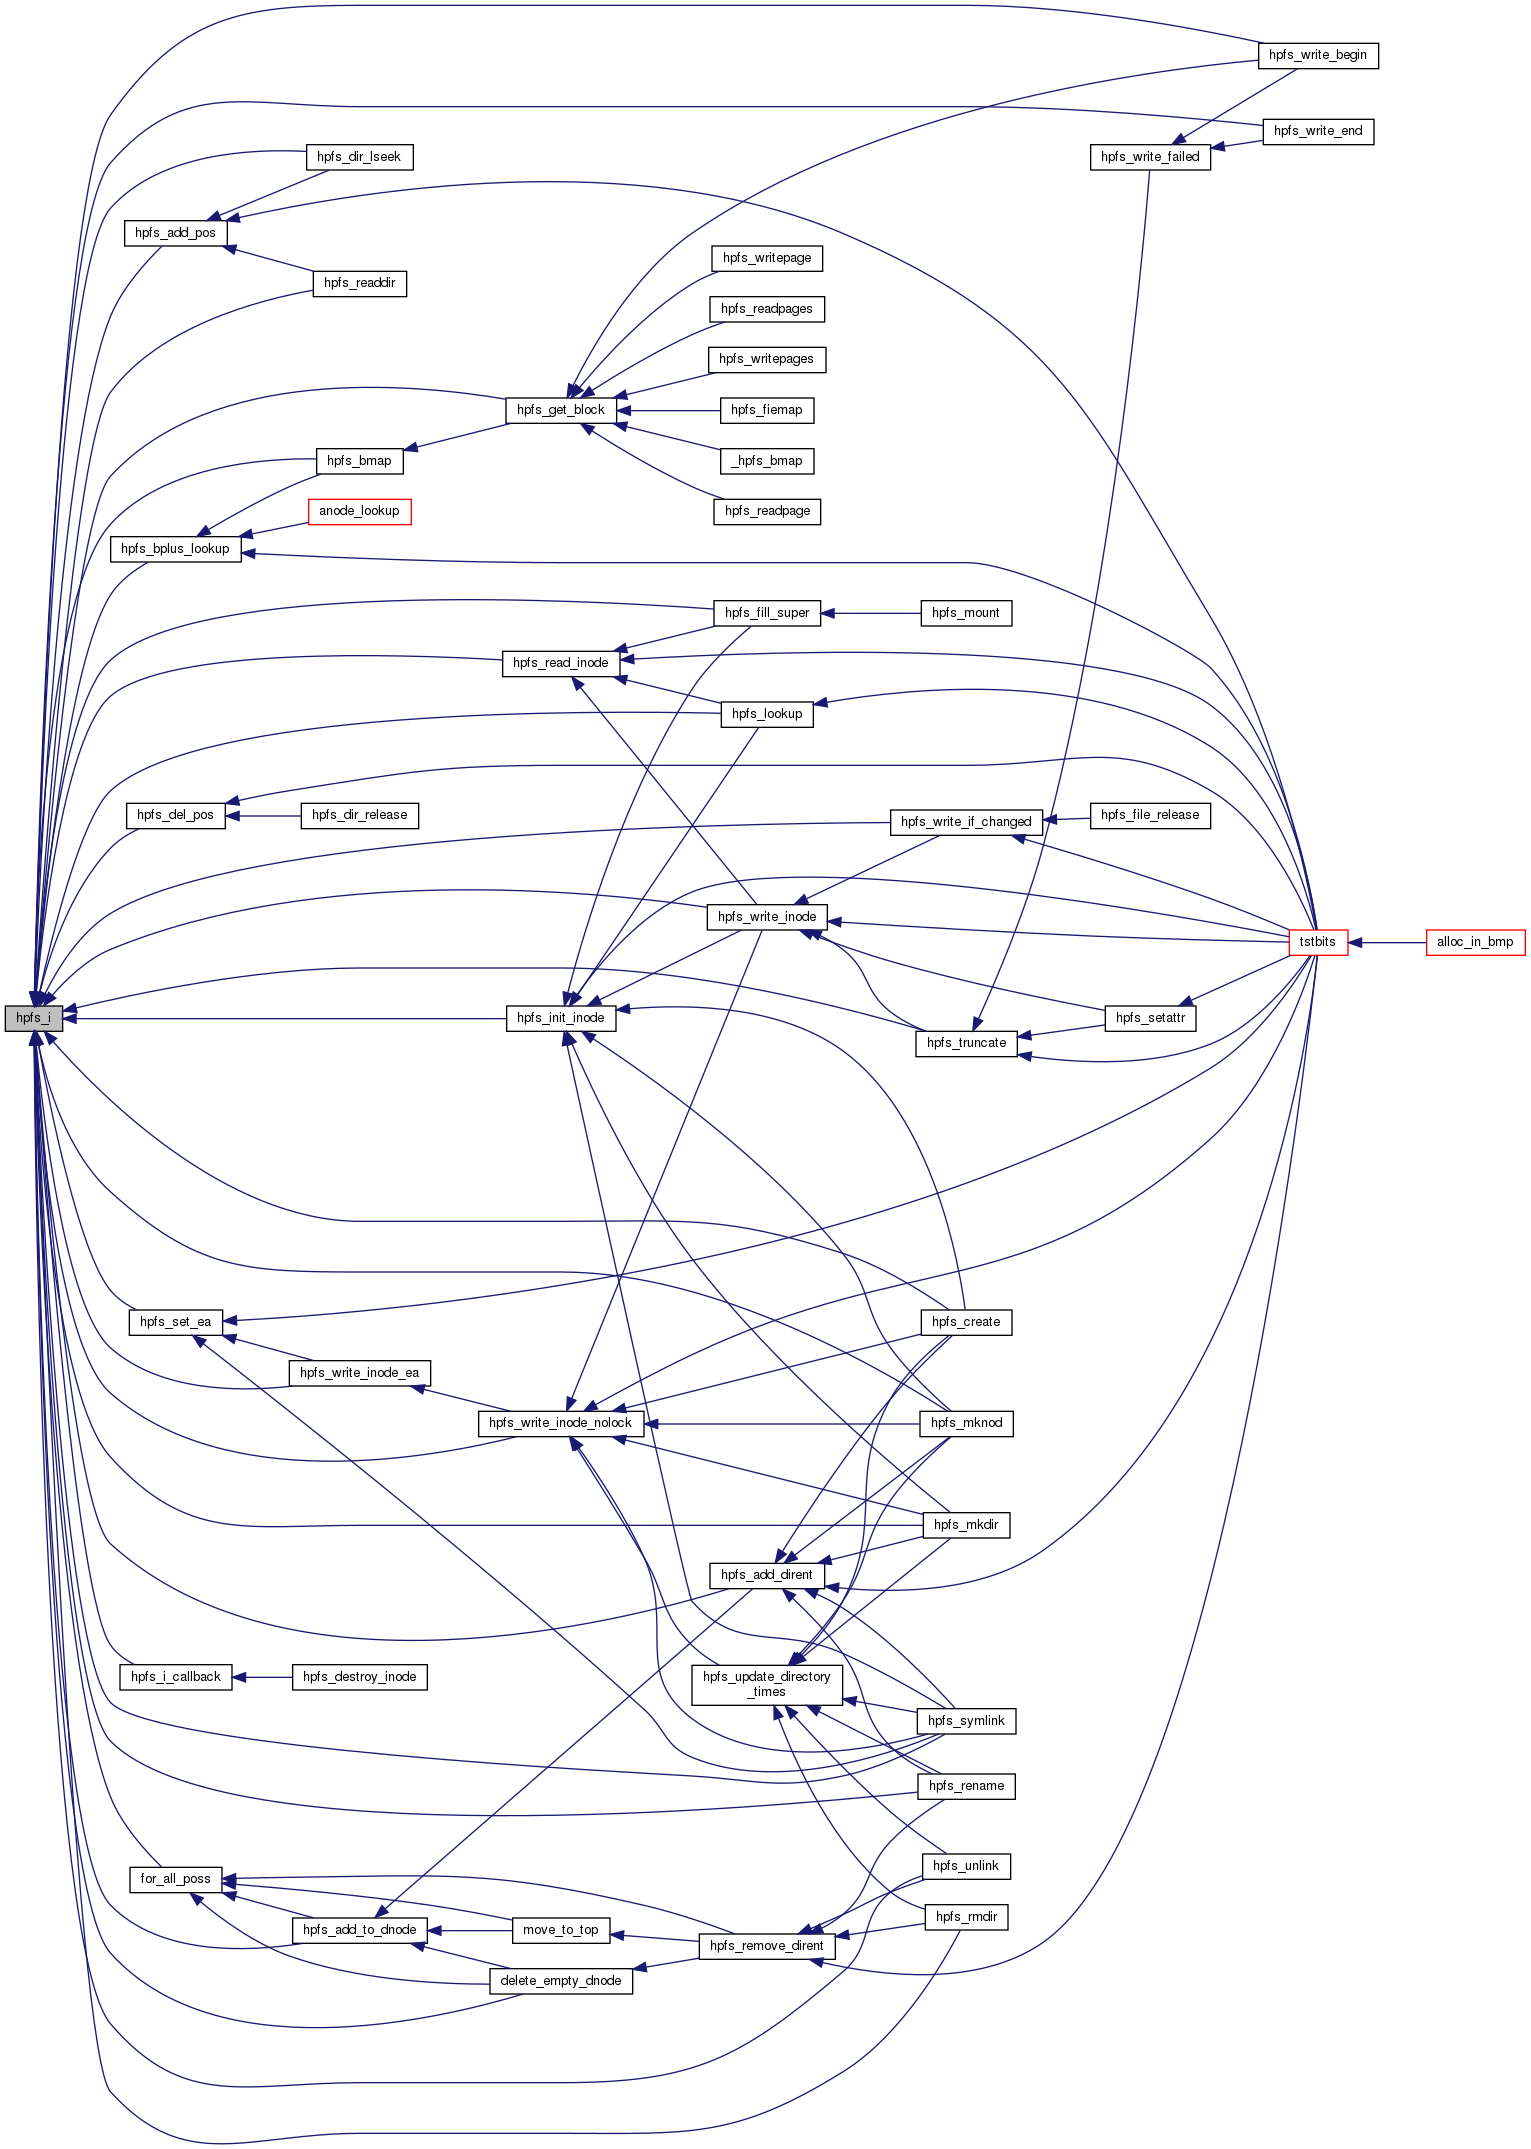 hpfs_write_begin
hpfs_write_end
hpfs_dir_lseek
hpfs_write_failed
hpfs_add_pos
hpfs_writepage
hpfs_readdir
hpfs_readpages
hpfs_writepages
hpfs_get_block
hpfs_fiemap
hpfs_bmap
_hpfs_bmap
anode_lookup
hpfs_readpage
hpfs_bplus_lookup
hpfs_fill_super
hpfs_mount
hpfs_read_inode
hpfs_lookup
hpfs_del_pos
hpfs_dir_release
hpfs_write_if_changed
hpfs_file_release
hpfs_write_inode
tstbits
alloc_in_bmp
hpfs_i
hpfs_init_inode
hpfs_setattr
hpfs_truncate
hpfs_set_ea
hpfs_create
hpfs_write_inode_ea
hpfs_write_inode_nolock
hpfs_mknod
hpfs_mkdir
hpfs_add_dirent
hpfs_i_callback
hpfs_destroy_inode
hpfs_update_directory
_times
hpfs_symlink
hpfs_rename
hpfs_unlink
for_all_poss
hpfs_rmdir
hpfs_add_to_dnode
move_to_top
hpfs_remove_dirent
delete_empty_dnode